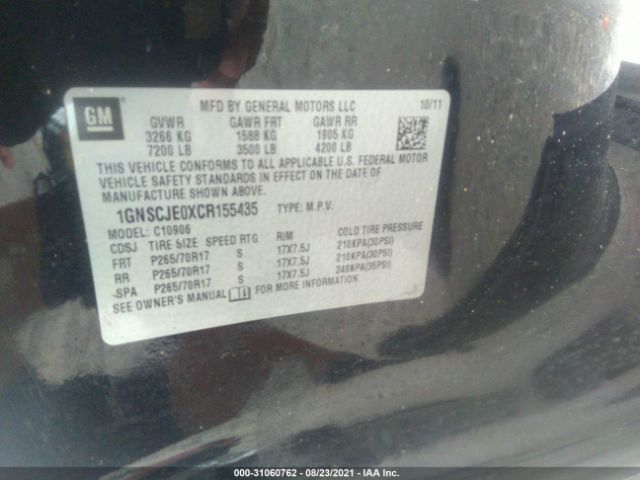 GM
MFD BY GENERAL MOTORS LLC 10/11
GVWR GAWR FRT GAWR RR
3266 KG 1588 KG 1905 KG
7200 LB 3500 LB 4200 LB
THIS VEHICLE CONFORMS TO ALL APPLICABLE U.S. FEDERAL MOTOR
VEHICLE SAFETY STANDARDS IN EFFECT ON THE DATE OF
MANUFACTURE SHOWN ABOVE.
1GNSCJE0XCR155435 TYPE: M.P.V.
MODEL: C10906
CDSJ TIRE SIZE SPEED RTG RIM COLD TIRE PRESSURE
FRT P265/70R17 S 17X7.5J 210KPA(30PSI)
RR P265/70R17 S 17X7.5J 210KPA(30PSI)
SPA P265/70R17 S 17X7.5J 240KPA(35PSI)
SEE OWNER'S MANUAL FOR MORE INFORMATION.
000-31060762 - 08/23/2021 - IAA Inc.